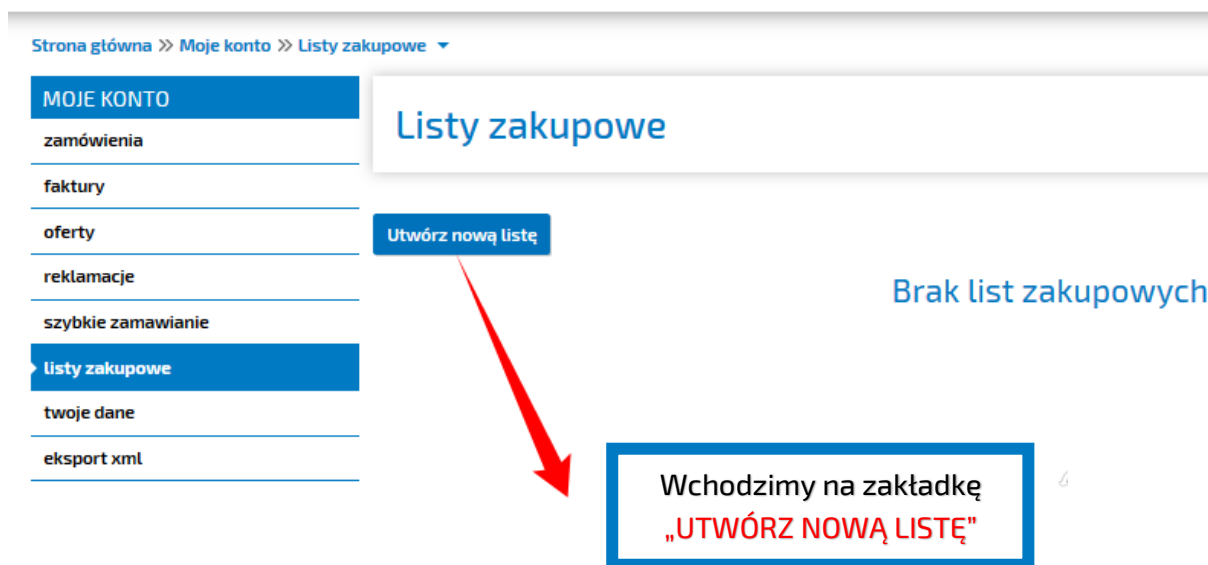 Strona główna >> Moje konto >> Listy zakupowe
MOJE KONTO
zamówienia
faktury
oferty
reklamacje
szybkie zamawianie
listy zakupowe
twoje dane
eksport xml
Listy zakupowe
Utwórz nową listę
Brak list zakupowych
Wchodzimy na zakładkę
„UTWÓRZ NOWĄ LISTĘ”